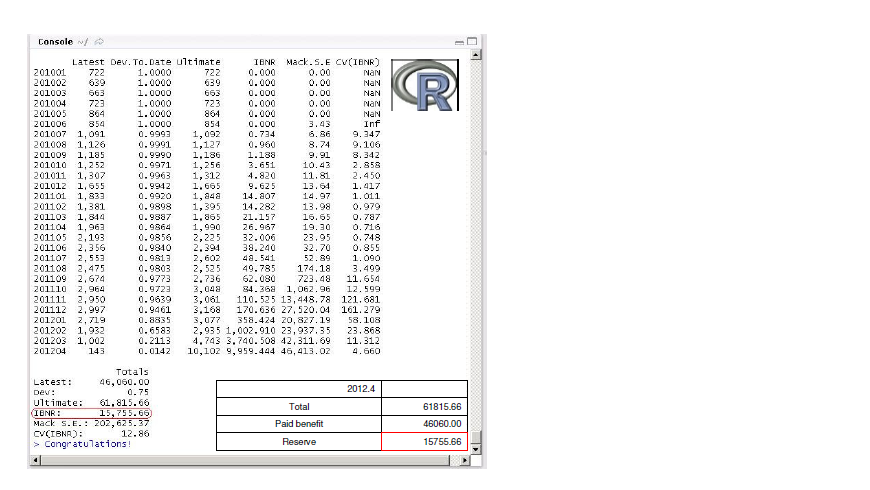 Console ~/
Latest Dev.To.Date Ultimate IBNR Mack.S.E CV(IBNR)
201001 722 1.0000 722 0.000 0.00 NaN
201002 639 1.0000 639 0.000 0.00 NaN
201003 663 1.0000 663 0.000 0.00 NaN
201004 723 1.0000 723 0.000 0.00 NaN
201005 864 1.0000 864 0.000 0.00 NaN
201006 854 1.0000 854 0.000 3.43 Inf
201007 1,091 0.9993 1,092 0.734 6.86 9.347
201008 1,126 0.9991 1,127 0.960 8.74 9.106
201009 1,185 0.9990 1,186 1.188 9.91 8.342
201010 1,252 0.9971 1,256 3.651 10.43 2.858
201011 1,307 0.9963 1,312 4.820 11.81 2.450
201012 1,655 0.9942 1,665 9.625 13.64 1.417
201101 1,833 0.9920 1,848 14.807 14.97 1.011
201102 1,381 0.9898 1,395 14.282 13.98 0.979
201103 1,844 0.9887 1,865 21.157 16.65 0.787
201104 1,963 0.9864 1,990 26.967 19.30 0.716
201105 2,193 0.9856 2,225 32.006 23.95 0.748
201106 2,356 0.9840 2,394 38.240 32.70 0.855
201107 2,553 0.9813 2,602 48.541 52.89 1.090
201108 2,475 0.9803 2,525 49.785 174.18 3.499
201109 2,674 0.9773 2,736 62.080 723.48 11.654
201110 2,964 0.9723 3,048 84.368 1,062.96 12.599
201111 2,950 0.9639 3,061 110.525 13,448.78 121.681
201112 2,997 0.9461 3,168 170.636 27,520.04 161.279
201201 2,719 0.8835 3,077 358.424 20,827.19 58.108
201202 1,932 0.6583 2,935 1,002.910 23,937.35 23.868
201203 1,002 0.2113 4,743 3,740.508 42,311.69 11.312
201204 143 0.0142 10,102 9,959.444 46,413.02 4.660
Totals
Latest: 46,060.00
Dev: 0.75
Ultimate: 61,815.66
IBNR: 15,755.66
Mack S.E.: 202,625.37
CV(IBNR): 12.86
> Congratulations!
R
2012.4
Total 61815.66
Paid benefit 46060.00
Reserve 15755.66